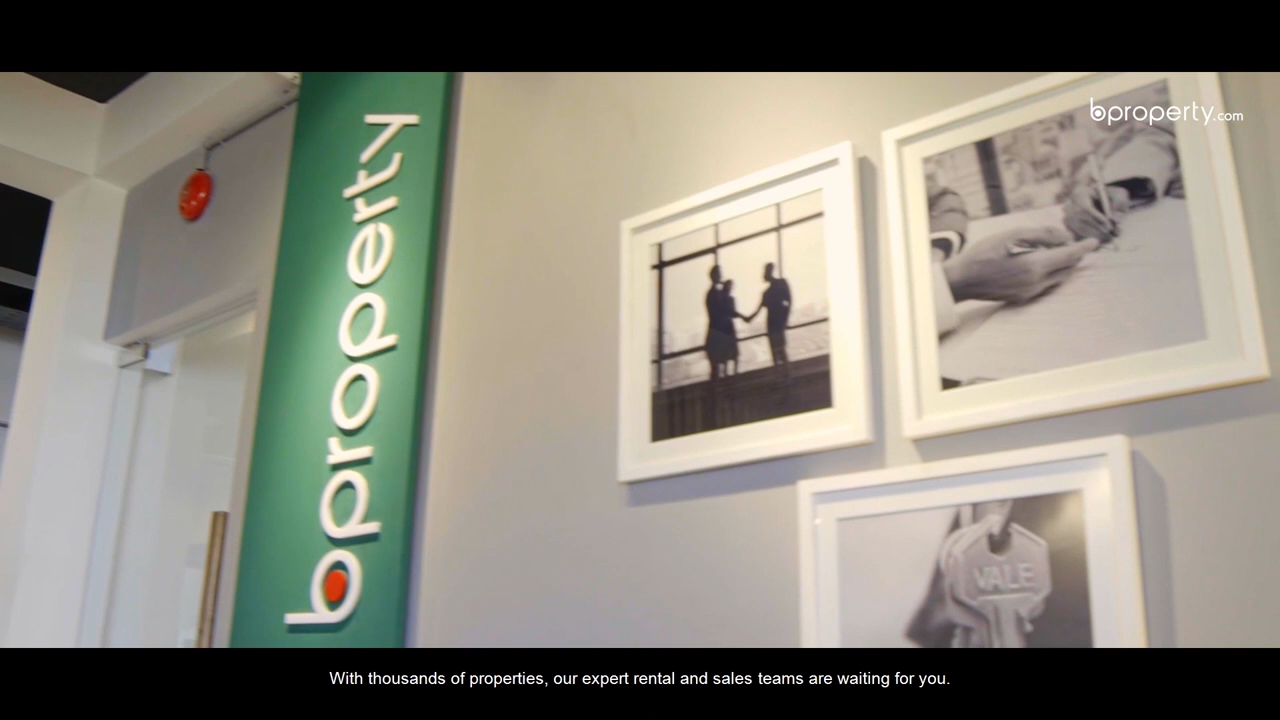 bproperty.com
bproperty
VALE
With thousands of properties, our expert rental and sales teams are waiting for you.